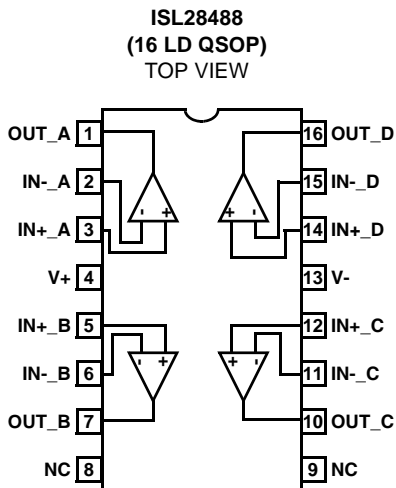 ISL28488
(16 LD QSOP)
TOP VIEW
OUT_A 1 16 OUT_D
IN-_A 2 15 IN-_D
- + + -
IN+_A 3 14 IN+_D
V+ 4 13 V-
IN+_B 5 12 IN+_C
- + + -
IN-_B 6 11 IN-_C
OUT_B 7 10 OUT_C
NC 8 9 NC